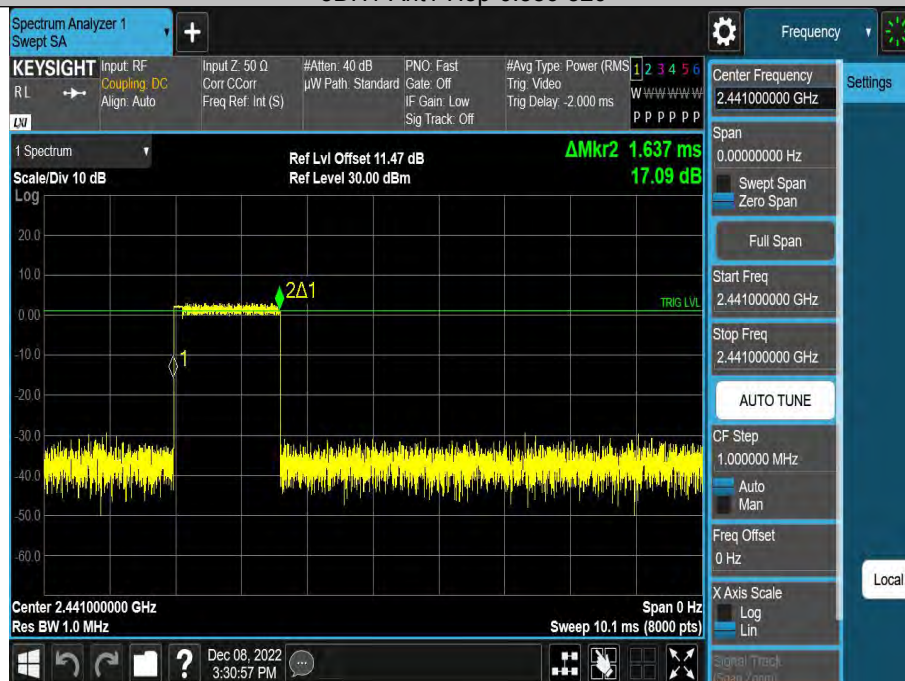 Spectrum Analyzer 1
Swept SA
+
Frequency
KEYSIGHT
RL
LXI
Input: RF
Coupling: DC
Align: Auto
Input Z: 50 Ω
Corr CCorr
Freq Ref: Int (S)
#Atten: 40 dB
µW Path: Standard
PNO: Fast
Gate: Off
IF Gain: Low
Sig Track: Off
#Avg Type: Power (RMS
Trig: Video
Trig Delay: -2.000 ms
1 2 3 4 5 6
W W W W W W
P P P P P P
Center Frequency
2.441000000 GHz
Settings
Span
0.00000000 Hz
Swept Span
Zero Span
Full Span
Start Freq
2.441000000 GHz
Stop Freq
2.441000000 GHz
AUTO TUNE
CF Step
1.000000 MHz
Auto
Man
Freq Offset
0 Hz
X Axis Scale
Log
Lin
Signal Track
(Span Zoom)
Local
1 Spectrum
Scale/Div 10 dB
Log
Ref Lvl Offset 11.47 dB
Ref Level 30.00 dBm
ΔMkr2 1.637 ms
17.09 dB
20.0
10.0
0.00
-10.0
-20.0
-30.0
-40.0
-50.0
-60.0
2Δ1
1
TRIG LVL
Center 2.441000000 GHz
Res BW 1.0 MHz
Span 0 Hz
Sweep 10.1 ms (8000 pts)
?
Dec 08, 2022
3:30:57 PM